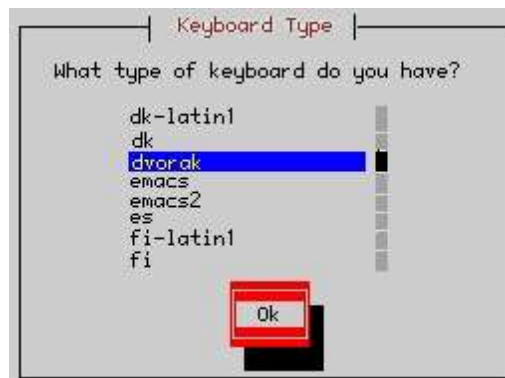 Keyboard Type
What type of keyboard do you have?
dk-latin1
dk
dvorak
emacs
emacs2
es
fi-latin1
fi
Ok